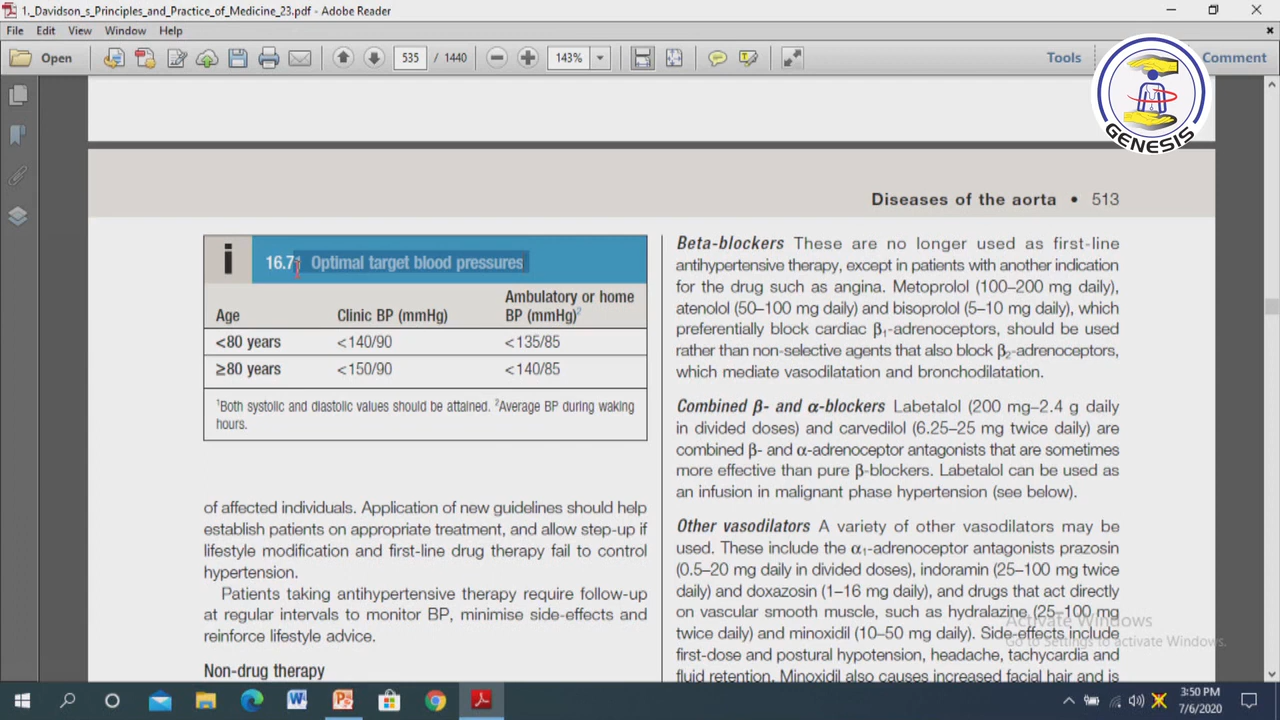 1._Davidson_s_Principles_and_Practice_of_Medicine_23.pdf - Adobe Reader
File Edit View Window Help
Open 535 / 1440 143% Tools Comment
GENESIS
Diseases of the aorta • 513
i 16.7 Optimal target blood pressures
Age Clinic BP (mmHg) Ambulatory or home BP (mmHg)²
<80 years <140/90 <135/85
≥80 years <150/90 <140/85
¹Both systolic and diastolic values should be attained. ²Average BP during waking
hours.
of affected individuals. Application of new guidelines should help
establish patients on appropriate treatment, and allow step-up if
lifestyle modification and first-line drug therapy fail to control
hypertension.
Patients taking antihypertensive therapy require follow-up
at regular intervals to monitor BP, minimise side-effects and
reinforce lifestyle advice.
Non-drug therapy
Beta-blockers These are no longer used as first-line
antihypertensive therapy, except in patients with another indication
for the drug such as angina. Metoprolol (100–200 mg daily),
atenolol (50–100 mg daily) and bisoprolol (5–10 mg daily), which
preferentially block cardiac β₁-adrenoceptors, should be used
rather than non-selective agents that also block β₂-adrenoceptors,
which mediate vasodilatation and bronchodilatation.
Combined β- and α-blockers Labetalol (200 mg–2.4 g daily
in divided doses) and carvedilol (6.25–25 mg twice daily) are
combined β- and α-adrenoceptor antagonists that are sometimes
more effective than pure β-blockers. Labetalol can be used as
an infusion in malignant phase hypertension (see below).
Other vasodilators A variety of other vasodilators may be
used. These include the α₁-adrenoceptor antagonists prazosin
(0.5–20 mg daily in divided doses), indoramin (25–100 mg twice
daily) and doxazosin (1–16 mg daily), and drugs that act directly
on vascular smooth muscle, such as hydralazine (25–100 mg
twice daily) and minoxidil (10–50 mg daily). Side-effects include
first-dose and postural hypotension, headache, tachycardia and
fluid retention. Minoxidil also causes increased facial hair and is
Activate Windows
Go to Settings to activate Windows.
3:50 PM
7/6/2020